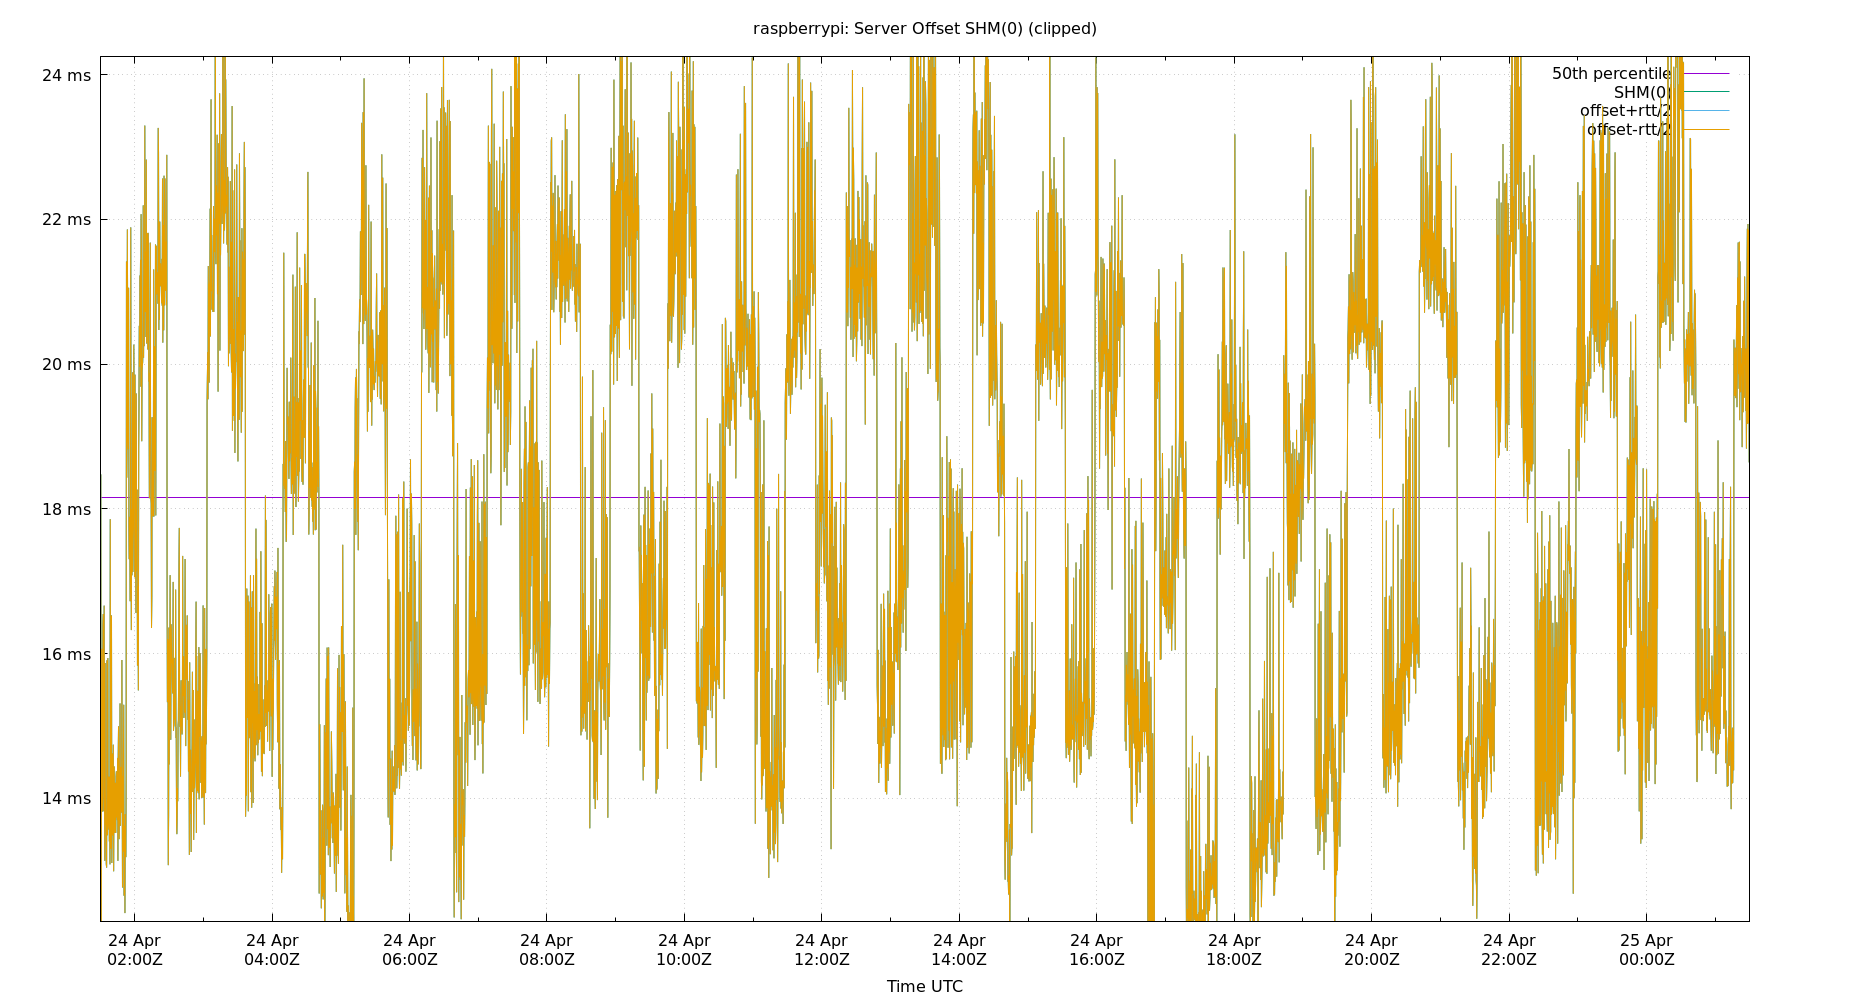 raspberrypi: Server Offset SHM(0) (clipped)
24 ms
22 ms
20 ms
18 ms
16 ms
14 ms
50th percentile
SHM(0)
offset+rtt/2
offset-rtt/2
24 Apr 24 Apr 24 Apr 24 Apr 24 Apr 24 Apr 24 Apr 24 Apr 24 Apr 24 Apr 24 Apr 25 Apr
02:00Z 04:00Z 06:00Z 08:00Z 10:00Z 12:00Z 14:00Z 16:00Z 18:00Z 20:00Z 22:00Z 00:00Z
Time UTC